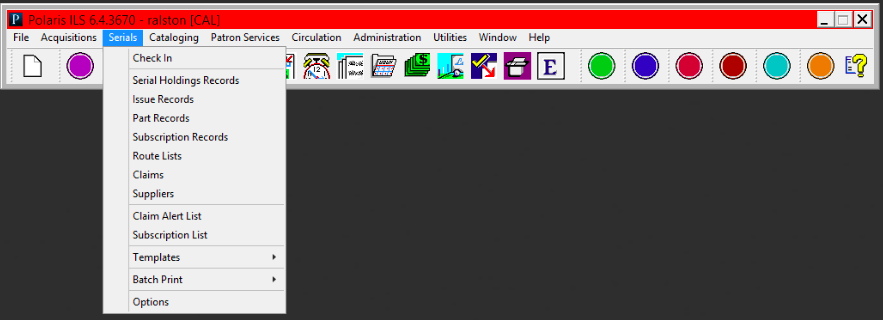 Polaris ILS 6.4.3670 - ralston [CAL]
File Acquisitions Serials Cataloging Patron Services Circulation Administration Utilities Window Help
Check In
Serial Holdings Records
Issue Records
Part Records
Subscription Records
Route Lists
Claims
Suppliers
Claim Alert List
Subscription List
Templates
Batch Print
Options
12
E